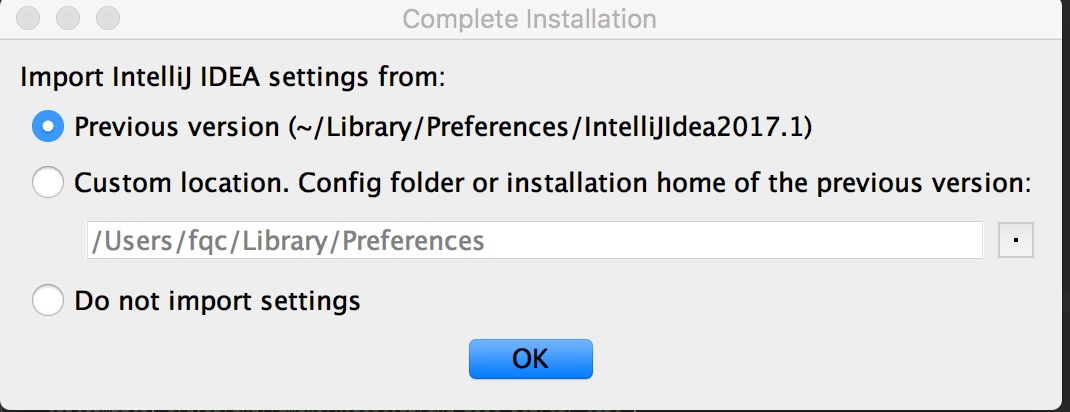 Complete Installation
Import IntelliJ IDEA settings from:
Previous version (~/Library/Preferences/IntelliJIdea2017.1)
Custom location. Config folder or installation home of the previous version:
/Users/fqc/Library/Preferences
.
Do not import settings
OK